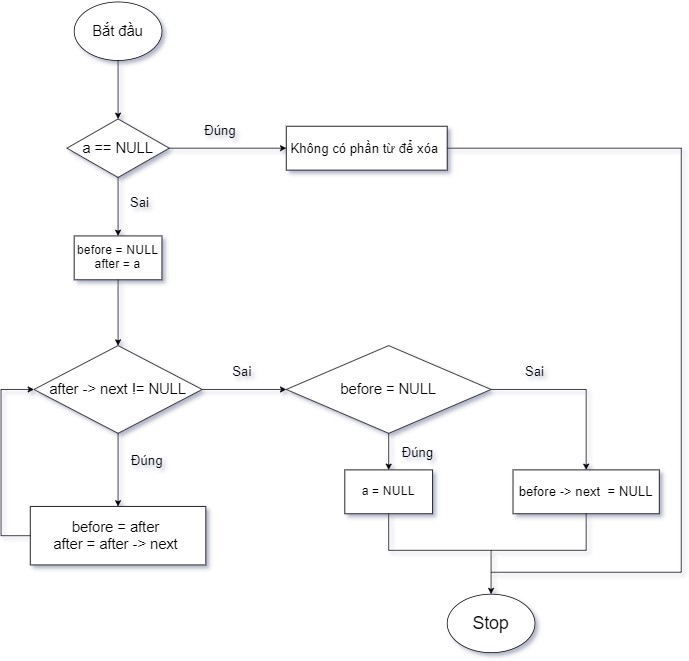 Bắt đầu
a == NULL
Đúng
Không có phần từ để xóa
Sai
before = NULL
after = a
after -> next != NULL
Sai
before = NULL
Sai
Đúng
Đúng
a = NULL
before -> next = NULL
before = after
after = after -> next
Stop